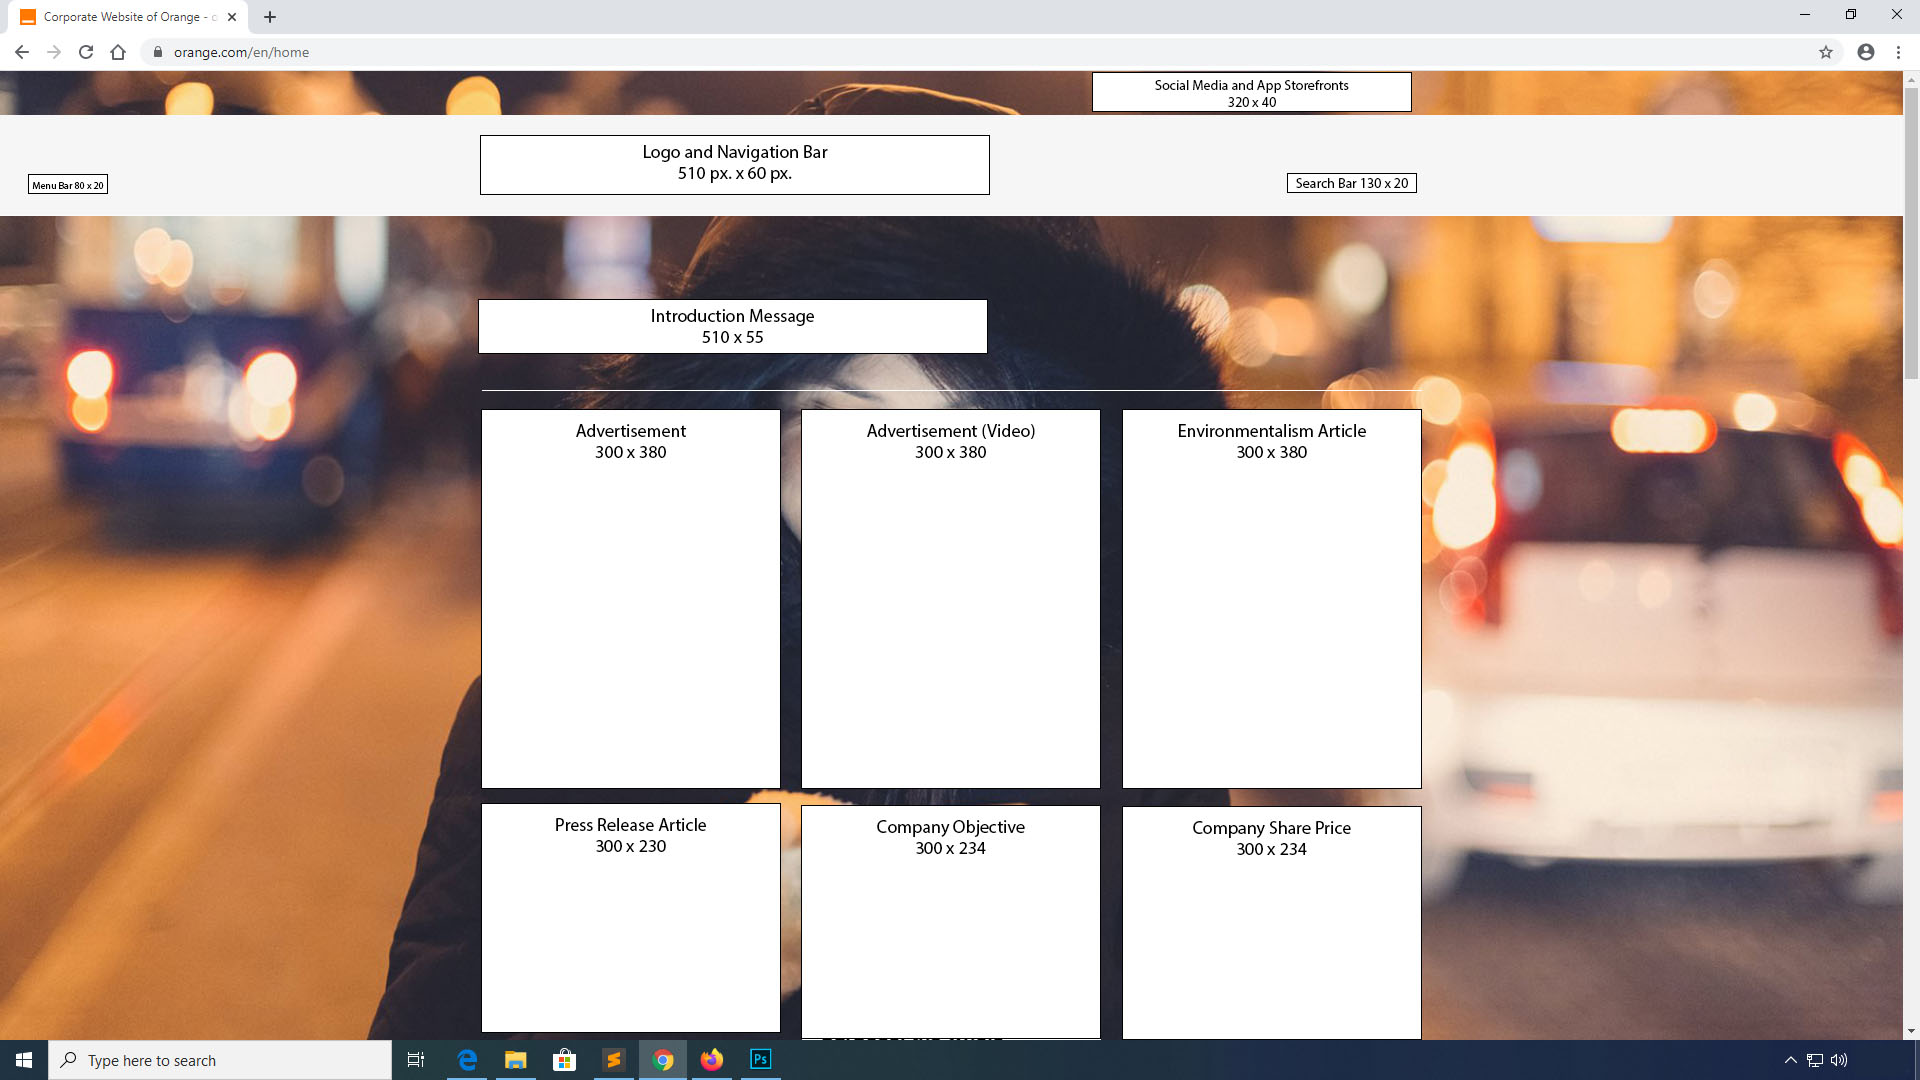 Corporate Website of Orange - o
orange.com/en/home
Social Media and App Storefronts
320 x 40
Logo and Navigation Bar
510 px. x 60 px.
Menu Bar 80 x 20
Search Bar 130 x 20
Introduction Message
510 x 55
Advertisement
300 x 380
Advertisement (Video)
300 x 380
Environmentalism Article
300 x 380
Press Release Article
300 x 230
Company Objective
300 x 234
Company Share Price
300 x 234
Type here to search
Ps